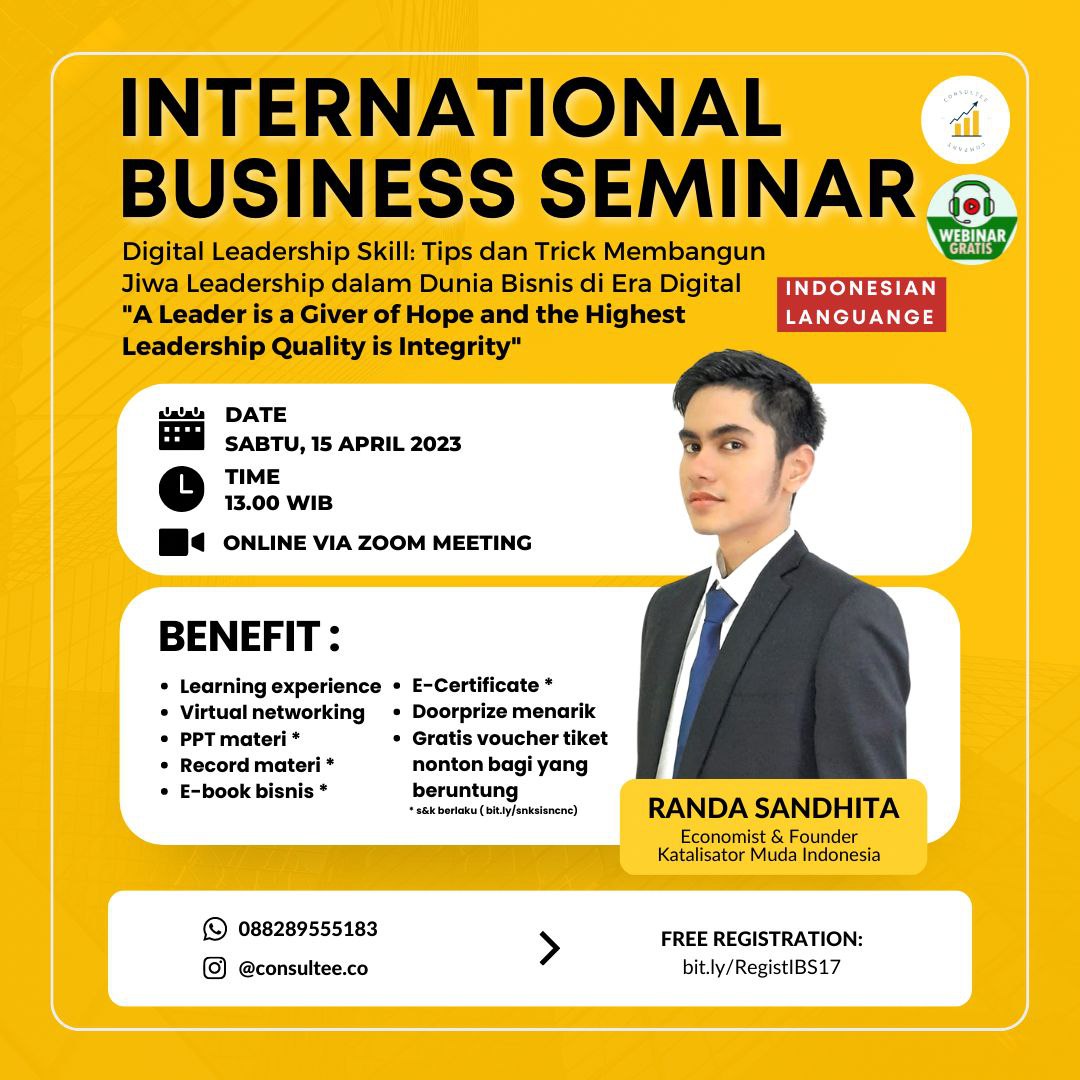 INTERNATIONAL
BUSINESS SEMINAR
CONSULTEE
COMPANY
WEBINAR
GRATIS
Digital Leadership Skill: Tips dan Trick Membangun
Jiwa Leadership dalam Dunia Bisnis di Era Digital
"A Leader is a Giver of Hope and the Highest
Leadership Quality is Integrity"
INDONESIAN
LANGUANGE
DATE
SABTU, 15 APRIL 2023
TIME
13.00 WIB
ONLINE VIA ZOOM MEETING
BENEFIT :
• Learning experience
• Virtual networking
• PPT materi *
• Record materi *
• E-book bisnis *
• E-Certificate *
• Doorprize menarik
• Gratis voucher tiket
nonton bagi yang
beruntung
* s&k berlaku ( bit.ly/snksisncnc)
RANDA SANDHITA
Economist & Founder
Katalisator Muda Indonesia
088289555183
@consultee.co
FREE REGISTRATION:
bit.ly/RegistIBS17